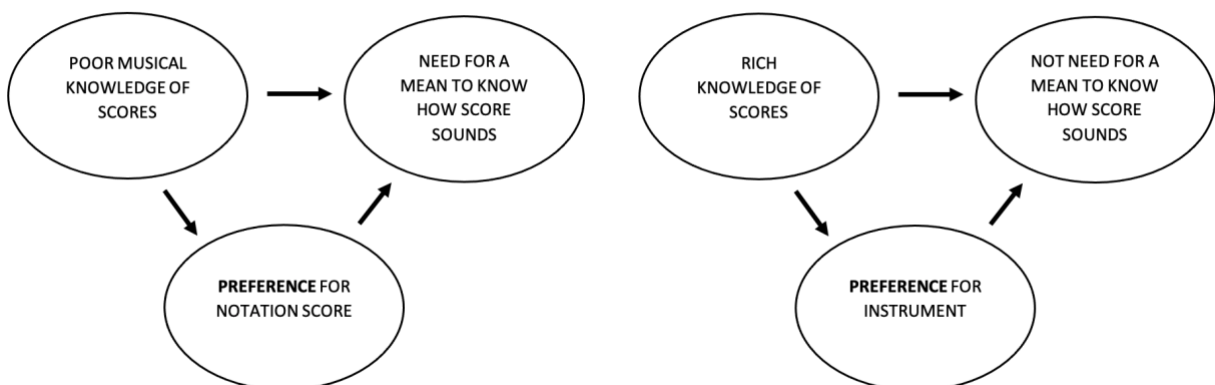 POOR MUSICAL
KNOWLEDGE OF
SCORES
NEED FOR A
MEAN TO KNOW
HOW SCORE
SOUNDS
PREFERENCE FOR
NOTATION SCORE
RICH
KNOWLEDGE OF
SCORES
NOT NEED FOR A
MEAN TO KNOW
HOW SCORE
SOUNDS
PREFERENCE FOR
INSTRUMENT